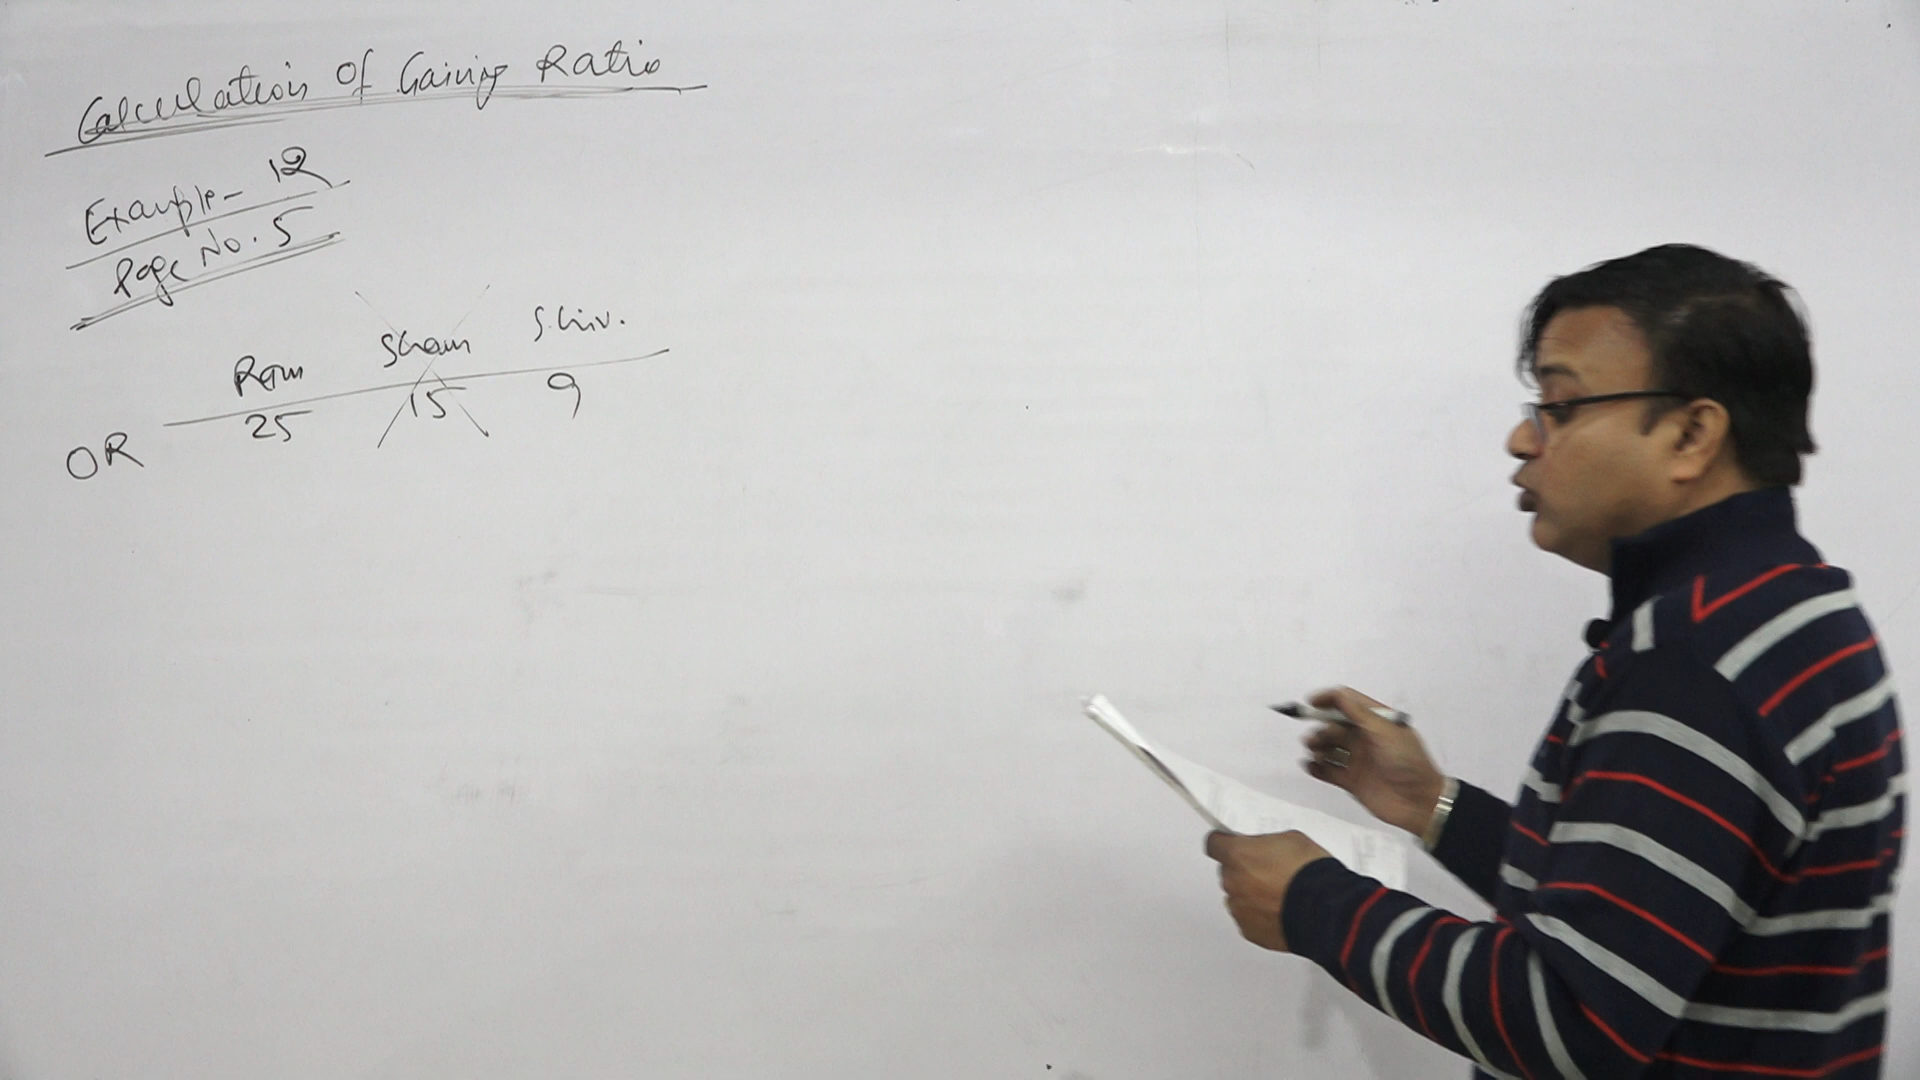 Calculation Of Gaining Ratio
Example- 12
Page No. 5
Ram Sham Shiv.
OR 25 15 9